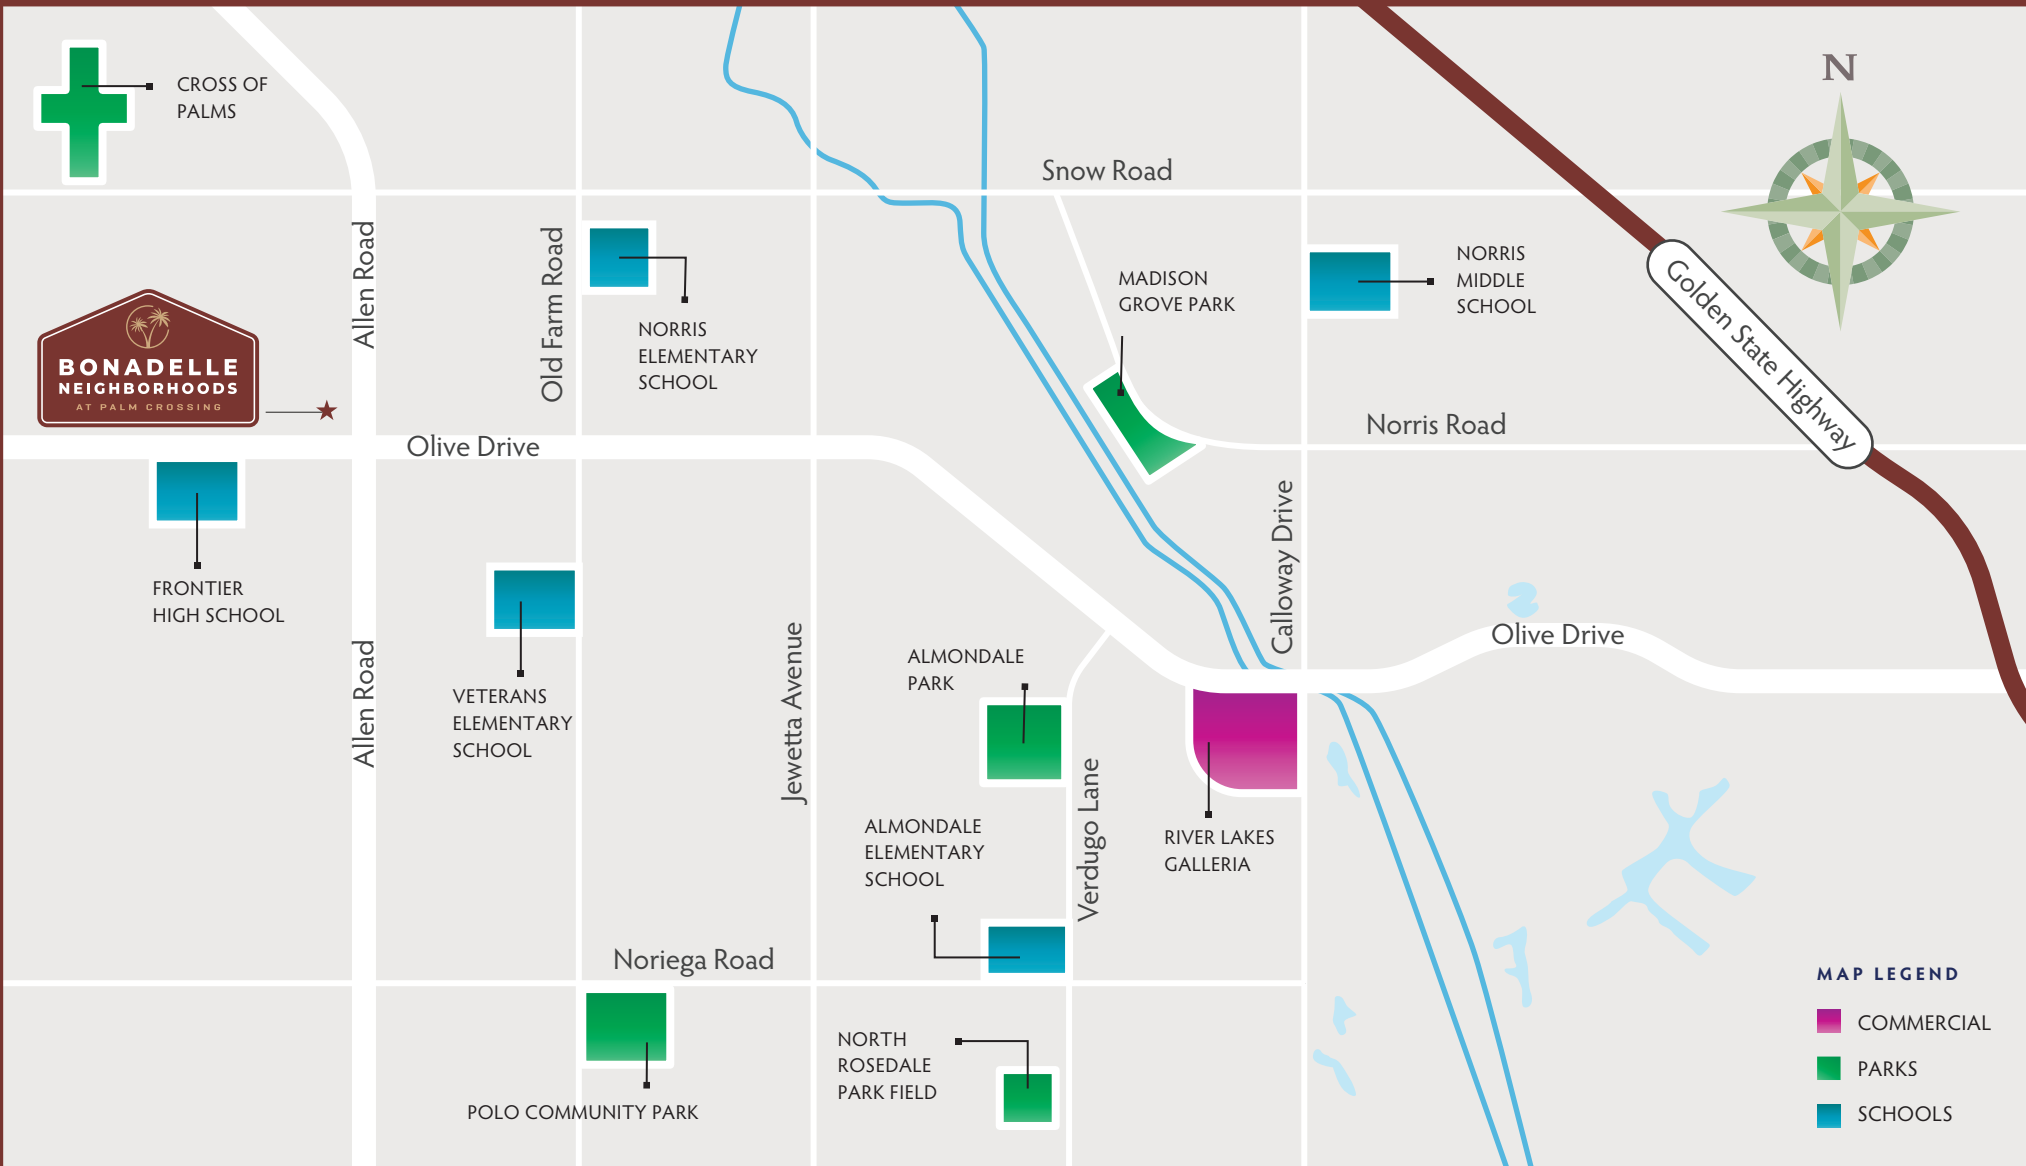 N
CROSS OF
PALMS
Snow Road
Allen Road
Old Farm Road
NORRIS
ELEMENTARY
SCHOOL
MADISON
GROVE PARK
NORRIS
MIDDLE
SCHOOL
Golden State Highway
BONADELLE
NEIGHBORHOODS
AT PALM CROSSING
Olive Drive
Norris Road
FRONTIER
HIGH SCHOOL
Calloway Drive
Olive Drive
Allen Road
VETERANS
ELEMENTARY
SCHOOL
Jewetta Avenue
ALMONDALE
PARK
Verdugo Lane
ALMONDALE
ELEMENTARY
SCHOOL
RIVER LAKES
GALLERIA
Noriega Road
POLO COMMUNITY PARK
NORTH
ROSEDALE
PARK FIELD
MAP LEGEND
COMMERCIAL
PARKS
SCHOOLS